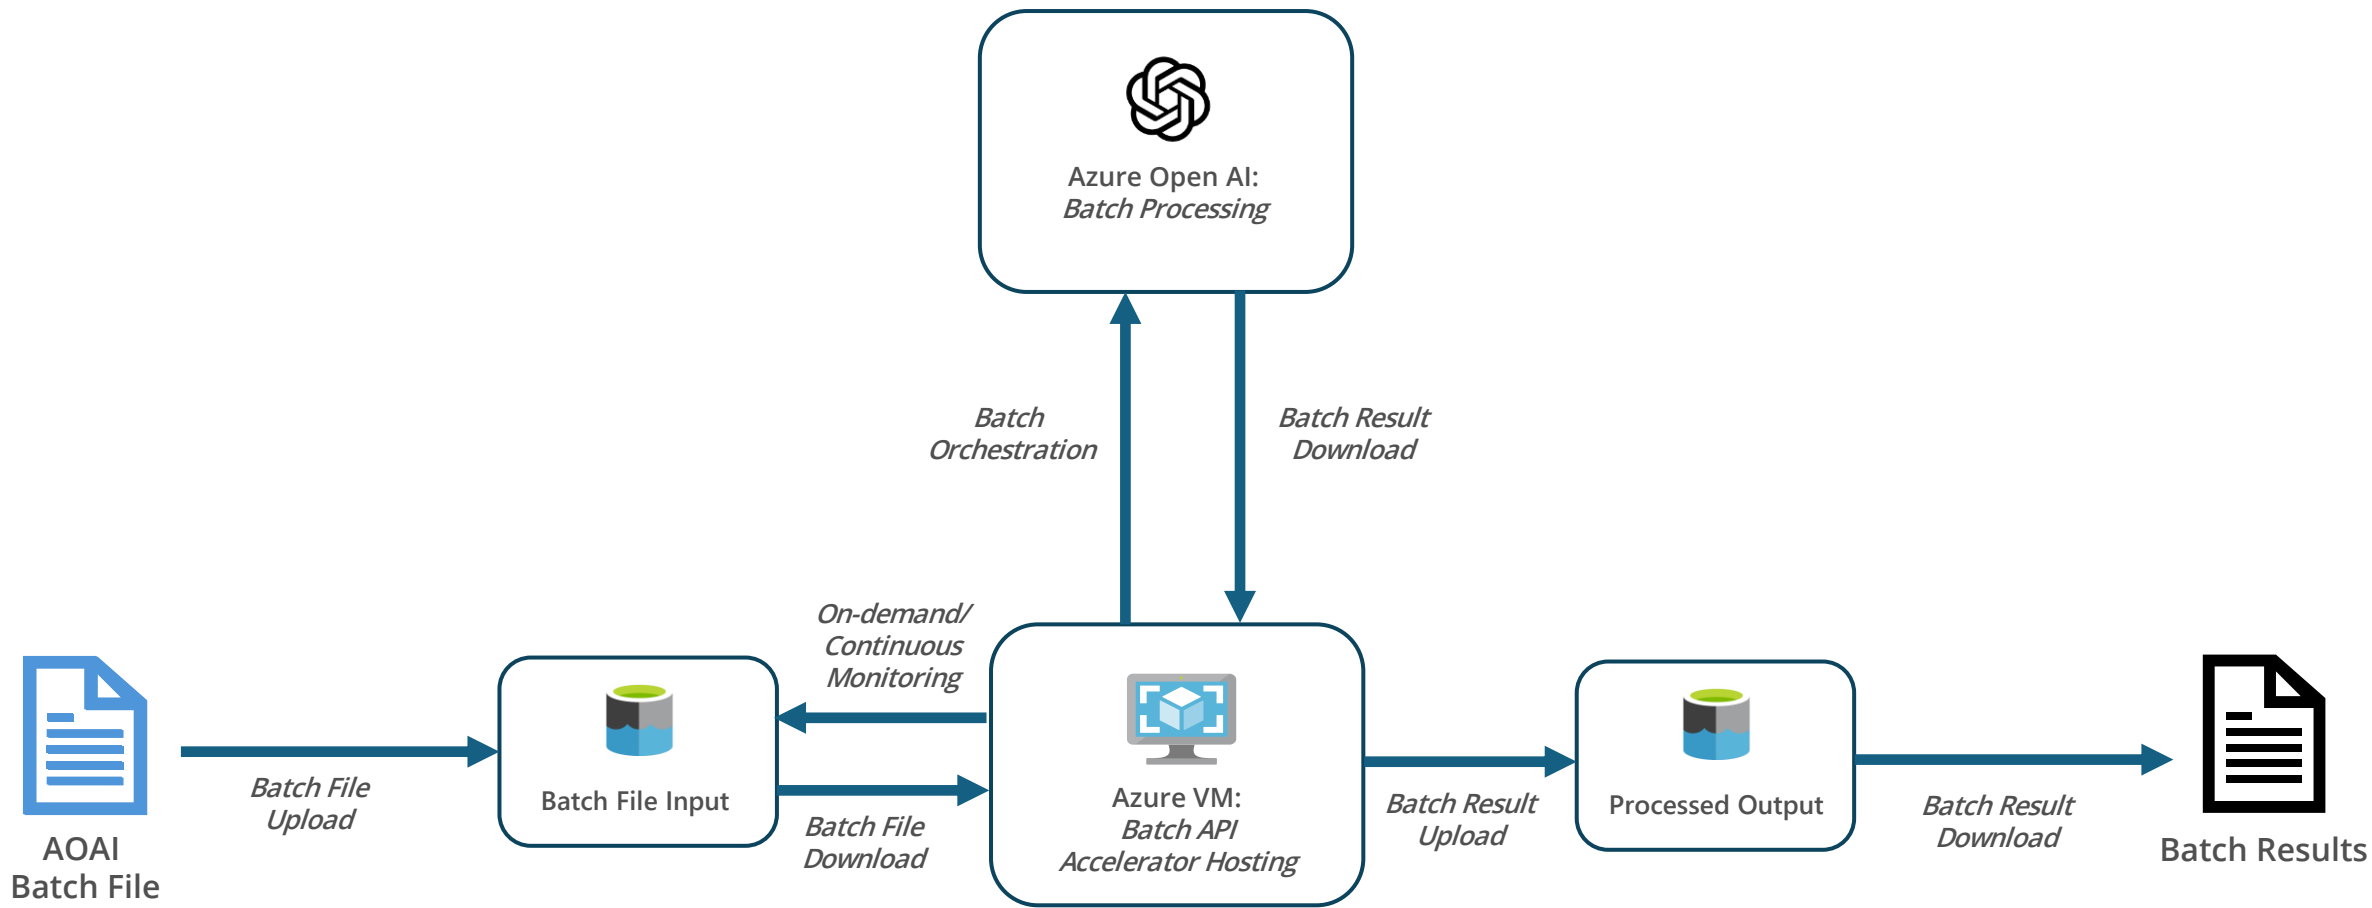 Azure Open AI:
Batch Processing
Batch
Orchestration
Batch Result
Download
On-demand/
Continuous
Monitoring
Batch File
Upload
AOAI
Batch File
Batch File Input
Batch File
Download
Azure VM:
Batch API
Accelerator Hosting
Batch Result
Upload
Processed Output
Batch Result
Download
Batch Results